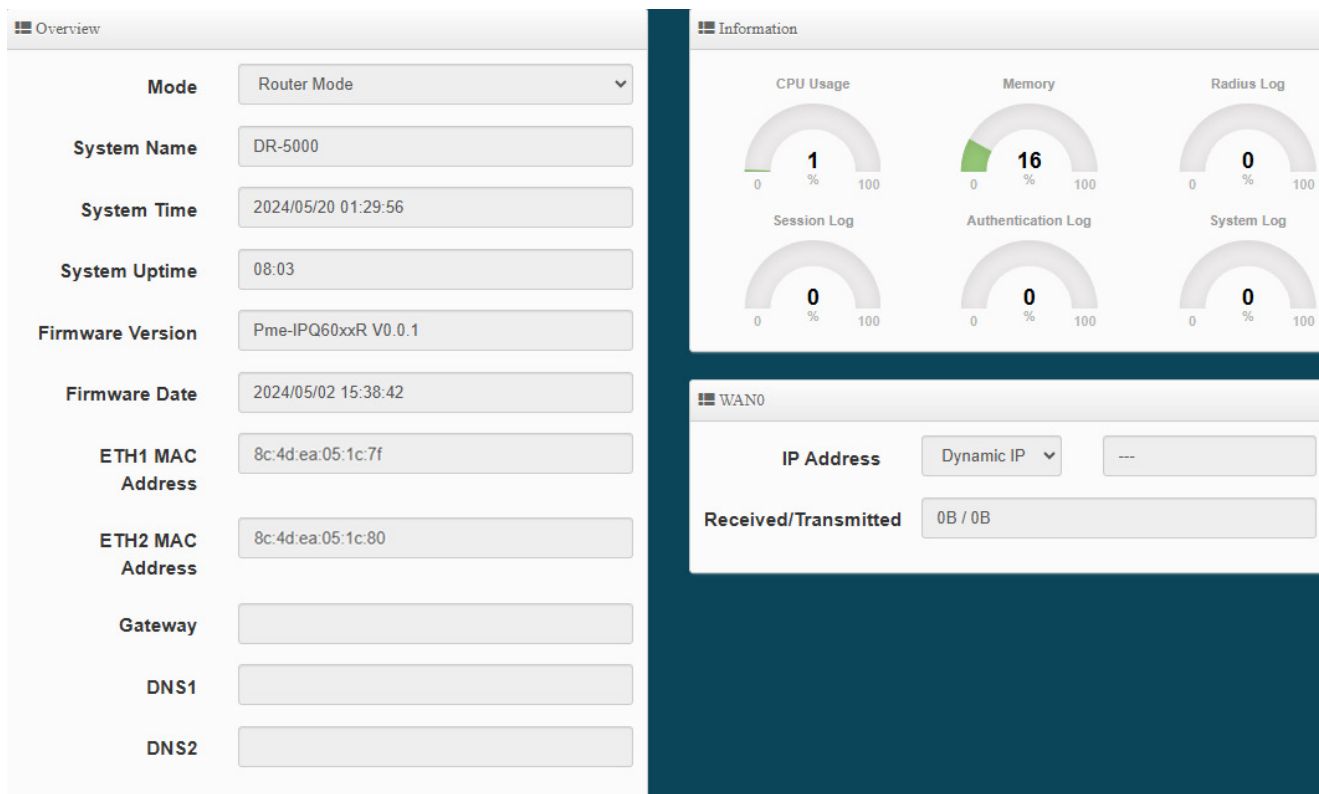 Overview
Mode Router Mode
System Name DR-5000
System Time 2024/05/20 01:29:56
System Uptime 08:03
Firmware Version Pme-IPQ60xxR V0.0.1
Firmware Date 2024/05/02 15:38:42
ETH1 MAC 8c:4d:ea:05:1c:7f
Address
ETH2 MAC 8c:4d:ea:05:1c:80
Address
Gateway
DNS1
DNS2
Information
CPU Usage Memory Radius Log
1 16 0
% % %
0 100 0 100 0 100
Session Log Authentication Log System Log
0 0 0
% % %
0 100 0 100 0 100
WAN0
IP Address Dynamic IP ---
Received/Transmitted 0B / 0B